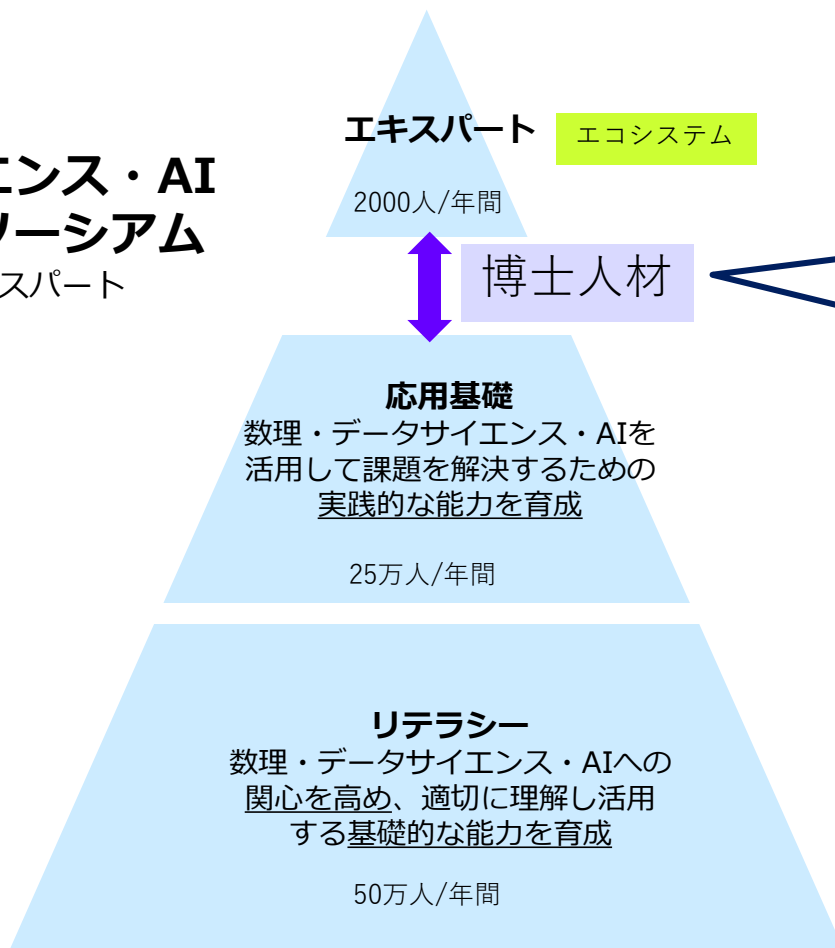 エンス・AI
ソーシアム
スパート
エキスパート
エコシステム
2000人/年間
博士人材
応用基礎
数理・データサイエンス・AIを
活用して課題を解決するための
実践的な能力を育成
25万人/年間
リテラシー
数理・データサイエンス・AIへの
関心を高め、適切に理解し活用
する基礎的な能力を育成
50万人/年間